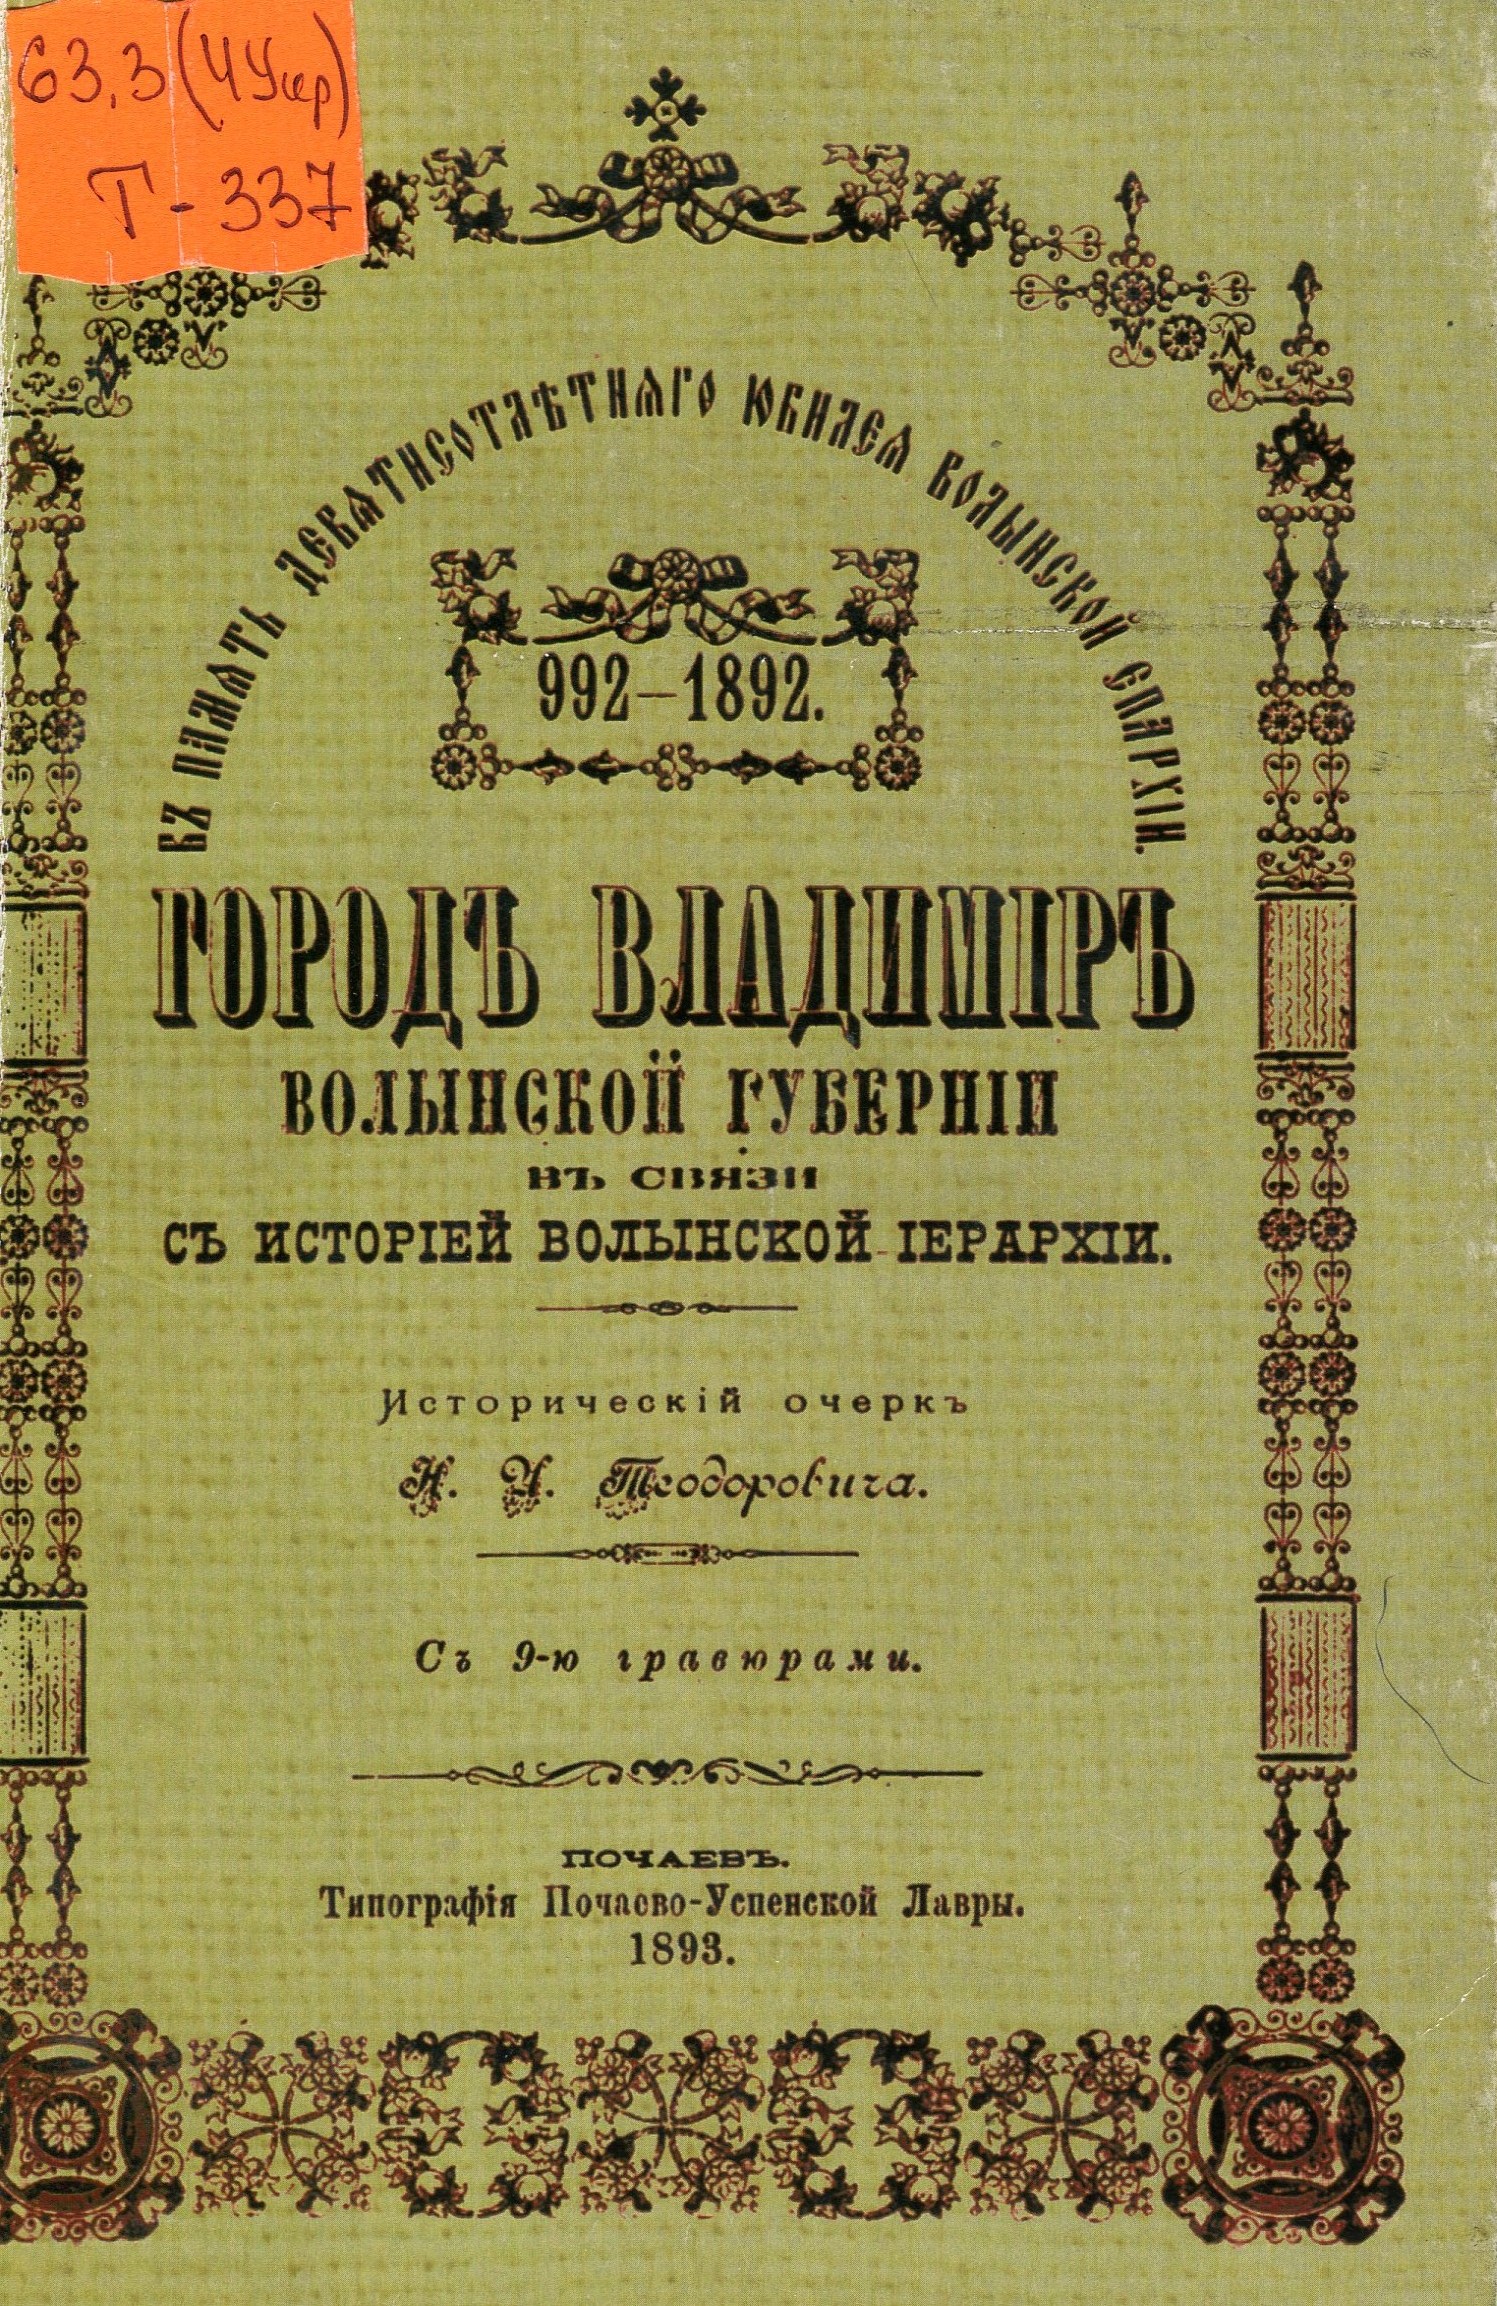 63.3(4Укр)
Т-337
Въ память девятисотлѣтняго юбилея Волынской епархіи.
992–1892.
ГОРОДЪ ВЛАДИМІРЪ
ВОЛЫНСКОЙ ГУБЕРНІИ
ВЪ СВЯЗИ
СЪ ИСТОРІЕЙ ВОЛЫНСКОЙ ІЕРАРХІИ.
Историческій очеркъ
Н. И. Теодоровича.
Съ 9-ю гравюрами.
ПОЧАЕВЪ.
Типографія Почаево-Успенской Лавры.
1893.